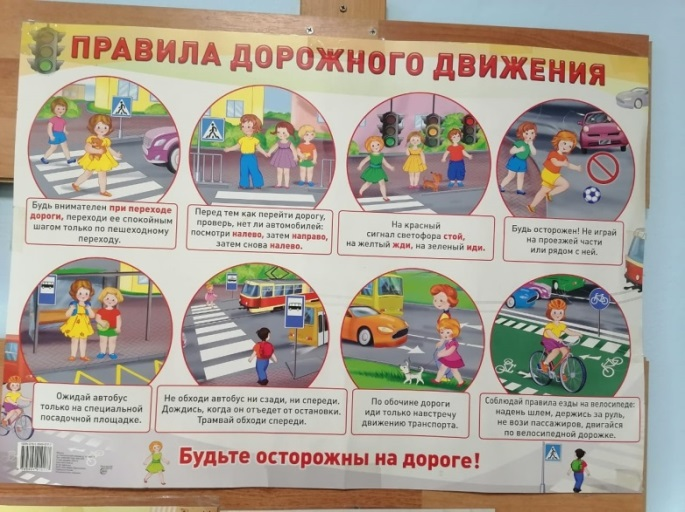 ПРАВИЛА ДОРОЖНОГО ДВИЖЕНИЯ
Будь внимателен при переходе
дороги, переходи ее спокойным
шагом только по пешеходному
переходу.
Перед тем как перейти дорогу,
проверь, нет ли автомобилей:
посмотри налево, затем направо,
затем снова налево.
На красный
сигнал светофора стой,
на желтый жди, на зеленый иди.
Будь осторожен! Не играй
на проезжей части
или рядом с ней.
Ожидай автобус
только на специальной
посадочной площадке.
Не обходи автобус ни сзади, ни спереди.
Дождись, когда он отъедет от остановки.
Трамвай обходи спереди.
По обочине дороги
иди только навстречу
движению транспорта.
Соблюдай правила езды на велосипеде:
надень шлем, держись за руль,
не вози пассажиров, двигайся
по велосипедной дорожке.
Будьте осторожны на дороге!